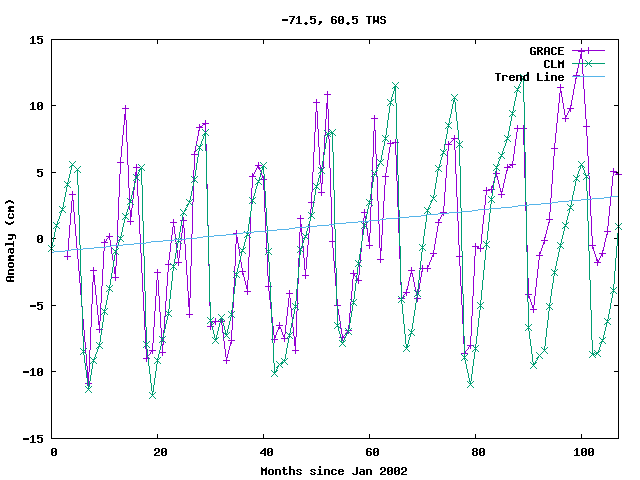 -71.5, 60.5 TWS
GRACE
CLM
Trend Line
15
10
5
0
-5
-10
-15
Anomaly (cm)
0 20 40 60 80 100
Months since Jan 2002